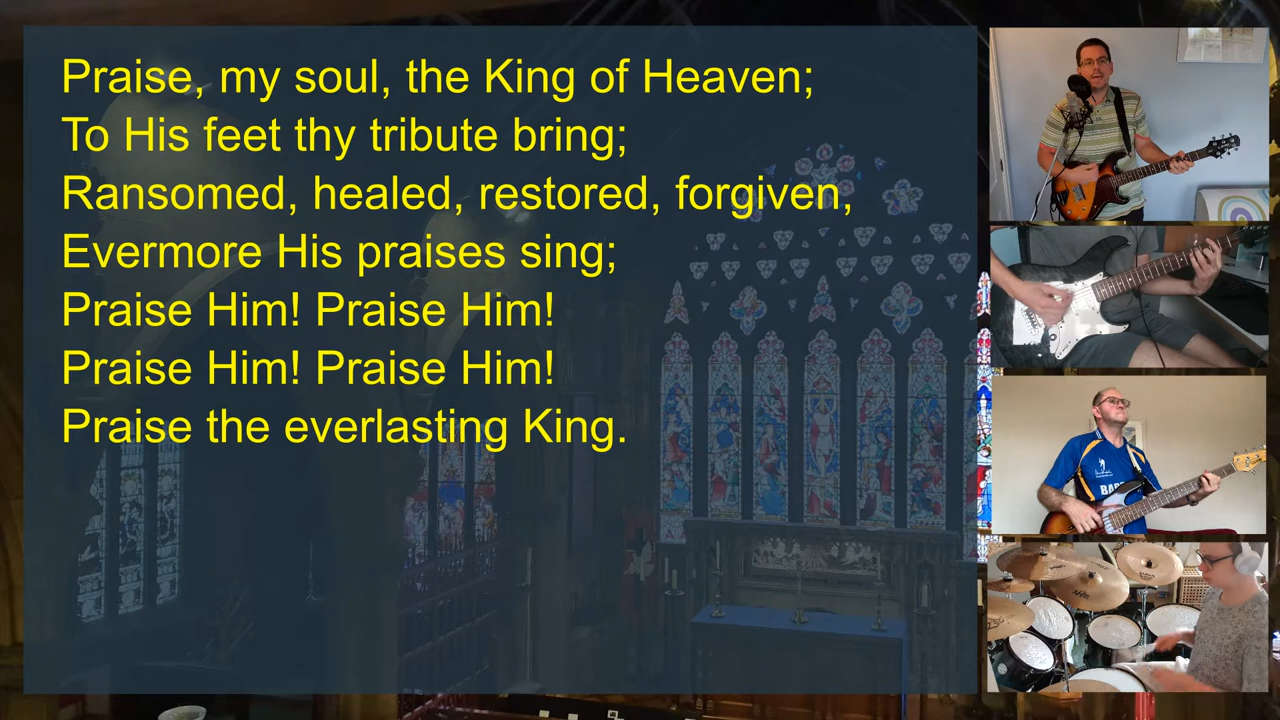 Praise, my soul, the King of Heaven;
To His feet thy tribute bring;
Ransomed, healed, restored, forgiven,
Evermore His praises sing;
Praise Him! Praise Him!
Praise Him! Praise Him!
Praise the everlasting King.